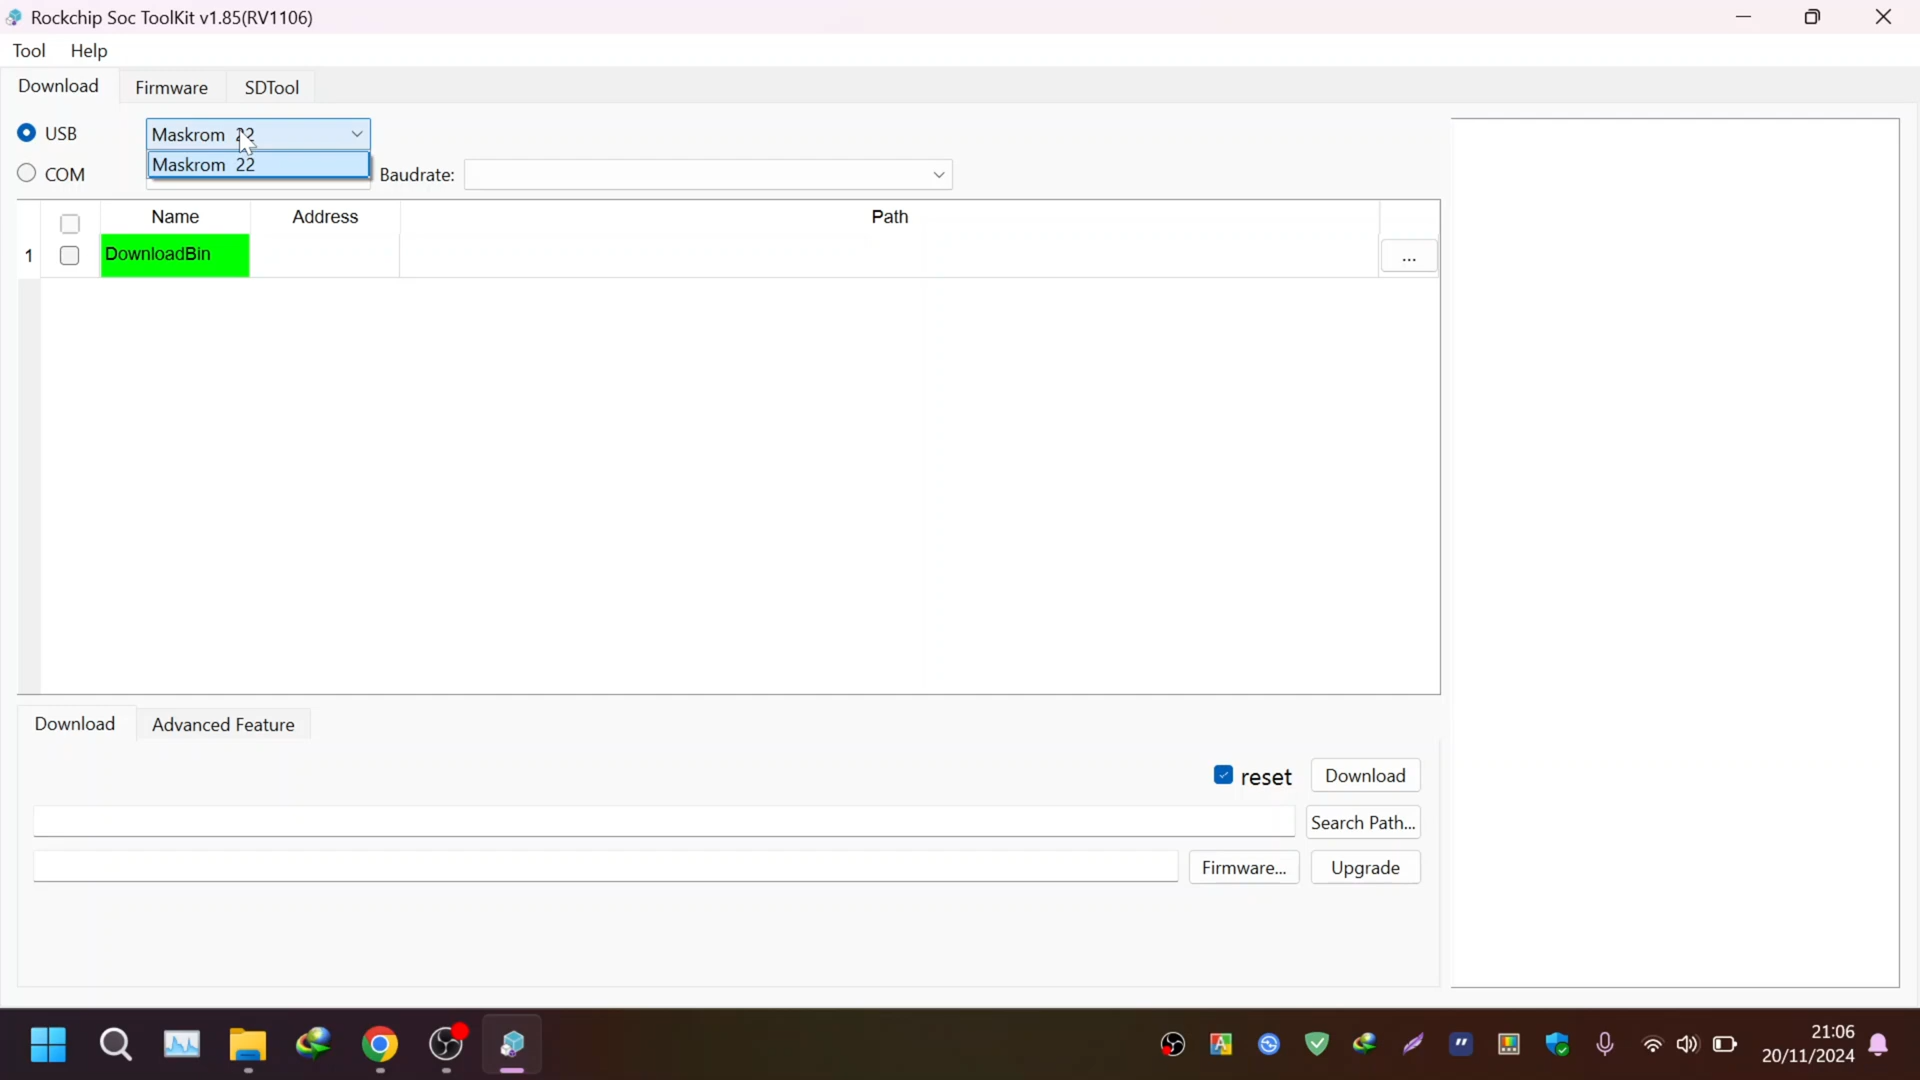 Rockchip Soc ToolKit v1.85(RV1106)
Tool Help
Download Firmware SDTool
USB Maskrom 22
Maskrom 22
COM Baudrate:
Name Address Path
1 DownloadBin ...
Download Advanced Feature
reset Download
Search Path...
Firmware... Upgrade
21:06
20/11/2024